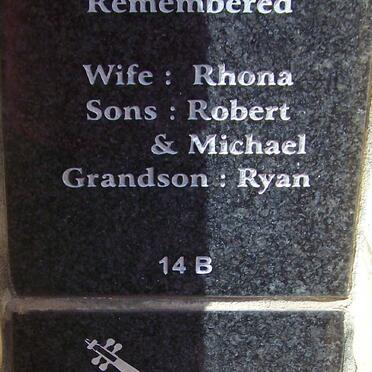 Remembered
Wife : Rhona
Sons : Robert
& Michael
Grandson : Ryan
14 B